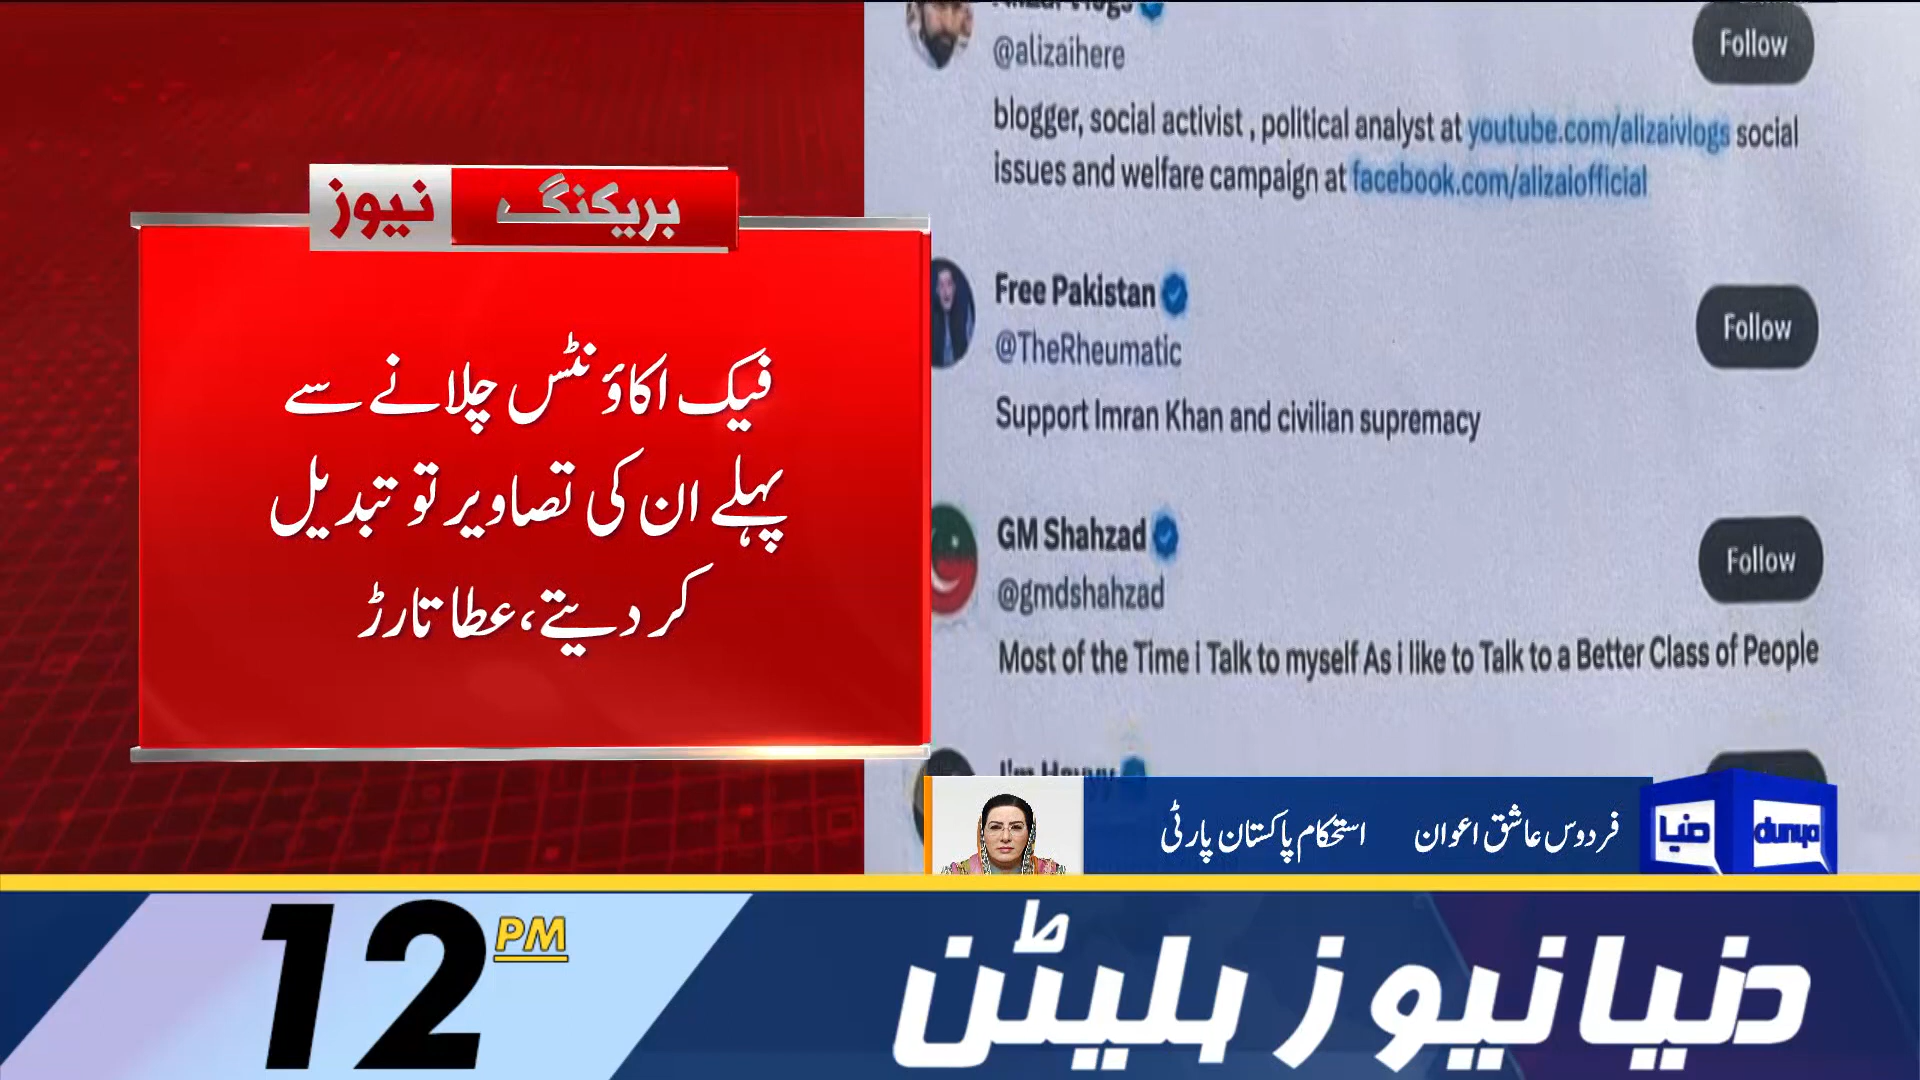 بریکنگ نیوز
فیک اکاؤنٹس چلانے سے
پہلے ان کی تصاویر تو تبدیل
کر دیتے، عطا تارڑ
@alizaihere
Follow
blogger, social activist , political analyst at youtube.com/alizaivlogs social
issues and welfare campaign at facebook.com/alizaiofficial
Free Pakistan
@TheRheumatic
Follow
Support Imran Khan and civilian supremacy
GM Shahzad
@gmdshahzad
Follow
Most of the Time i Talk to myself As i like to Talk to a Better Class of People
فردوس عاشق اعوان استحکام پاکستان پارٹی
دنیا dunya
12 PM
دنیا نیوز بلیٹن